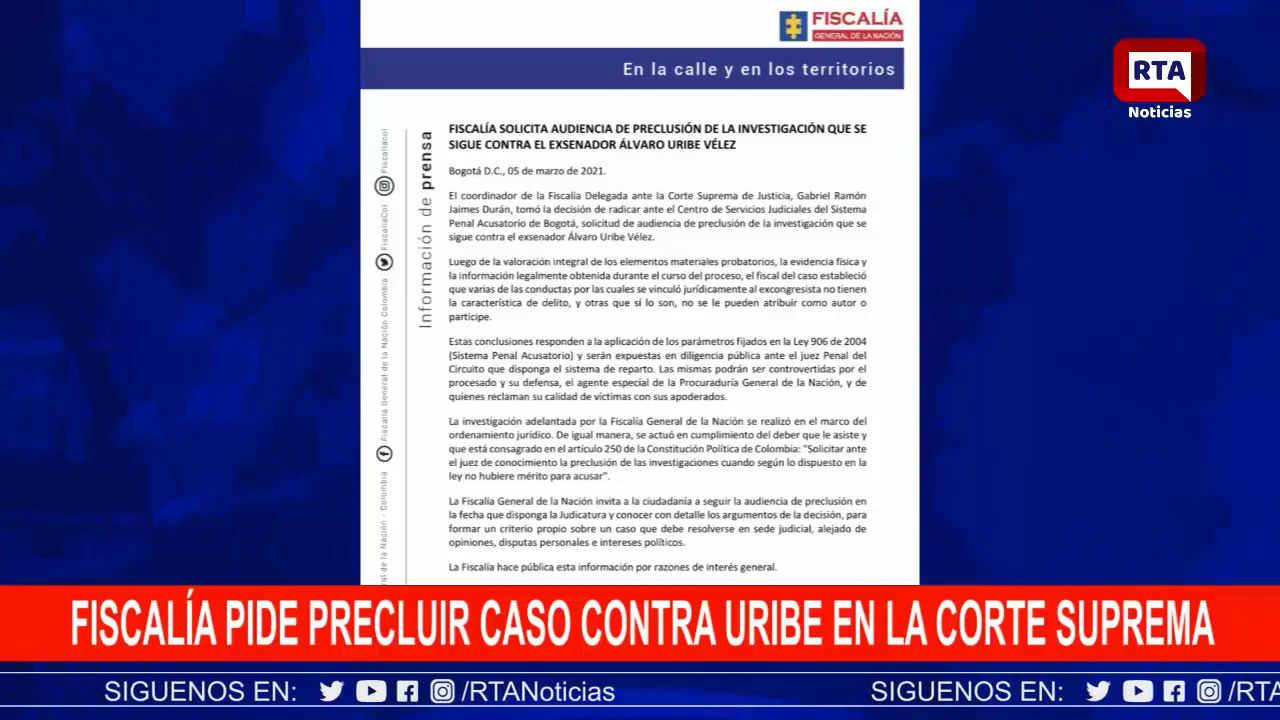 FISCALÍA
GENERAL DE LA NACIÓN
En la calle y en los territorios
RTA
Noticias
Información de prensa
Fiscaliacol
FiscaliaCol
Fiscalía General de la Nación Colombia
al de la Nación - Colombia
FISCALÍA SOLICITA AUDIENCIA DE PRECLUSIÓN DE LA INVESTIGACIÓN QUE SE
SIGUE CONTRA EL EXSENADOR ÁLVARO URIBE VÉLEZ
Bogotá D.C., 05 de marzo de 2021.
El coordinador de la Fiscalía Delegada ante la Corte Suprema de Justicia, Gabriel Ramón
Jaimes Durán, tomó la decisión de radicar ante el Centro de Servicios Judiciales del Sistema
Penal Acusatorio de Bogotá, solicitud de audiencia de preclusión de la investigación que se
sigue contra el exsenador Álvaro Uribe Vélez.
Luego de la valoración integral de los elementos materiales probatorios, la evidencia física y
la información legalmente obtenida durante el curso del proceso, el fiscal del caso estableció
que varias de las conductas por las cuales se vinculó jurídicamente al excongresista no tienen
la característica de delito, y otras que sí lo son, no se le pueden atribuir como autor o
participe.
Estas conclusiones responden a la aplicación de los parámetros fijados en la Ley 906 de 2004
(Sistema Penal Acusatorio) y serán expuestas en diligencia pública ante el juez Penal del
Circuito que disponga el sistema de reparto. Las mismas podrán ser controvertidas por el
procesado y su defensa, el agente especial de la Procuraduría General de la Nación, y de
quienes reclaman su calidad de víctimas con sus apoderados.
La investigación adelantada por la Fiscalía General de la Nación se realizó en el marco del
ordenamiento jurídico. De igual manera, se actuó en cumplimiento del deber que le asiste y
que está consagrado en el artículo 250 de la Constitución Política de Colombia: "Solicitar ante
el juez de conocimiento la preclusión de las investigaciones cuando según lo dispuesto en la
ley no hubiere mérito para acusar".
La Fiscalía General de la Nación invita a la ciudadanía a seguir la audiencia de preclusión en
la fecha que disponga la Judicatura y conocer con detalle los argumentos de la decisión, para
formar un criterio propio sobre un caso que debe resolverse en sede judicial, alejado de
opiniones, disputas personales e intereses políticos.
La Fiscalía hace pública esta información por razones de interés general.
FISCALÍA PIDE PRECLUIR CASO CONTRA URIBE EN LA CORTE SUPREMA
SIGUENOS EN: /RTANoticias SIGUENOS EN: /RTA